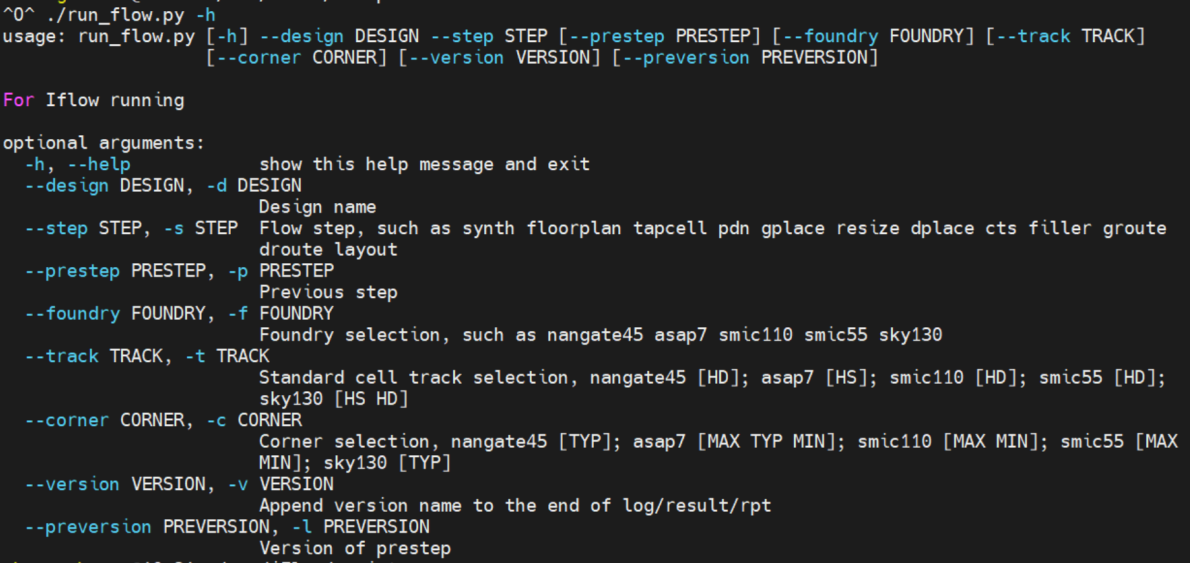 ^O^ ./run_flow.py -h
usage: run_flow.py [-h] --design DESIGN --step STEP [--prestep PRESTEP] [--foundry FOUNDRY] [--track TRACK]
[--corner CORNER] [--version VERSION] [--preversion PREVERSION]
For Iflow running
optional arguments:
-h, --help show this help message and exit
--design DESIGN, -d DESIGN
Design name
--step STEP, -s STEP Flow step, such as synth floorplan tapcell pdn gplace resize dplace cts filler groute
droute layout
--prestep PRESTEP, -p PRESTEP
Previous step
--foundry FOUNDRY, -f FOUNDRY
Foundry selection, such as nangate45 asap7 smic110 smic55 sky130
--track TRACK, -t TRACK
Standard cell track selection, nangate45 [HD]; asap7 [HS]; smic110 [HD]; smic55 [HD];
sky130 [HS HD]
--corner CORNER, -c CORNER
Corner selection, nangate45 [TYP]; asap7 [MAX TYP MIN]; smic110 [MAX MIN]; smic55 [MAX
MIN]; sky130 [TYP]
--version VERSION, -v VERSION
Append version name to the end of log/result/rpt
--preversion PREVERSION, -l PREVERSION
Version of prestep